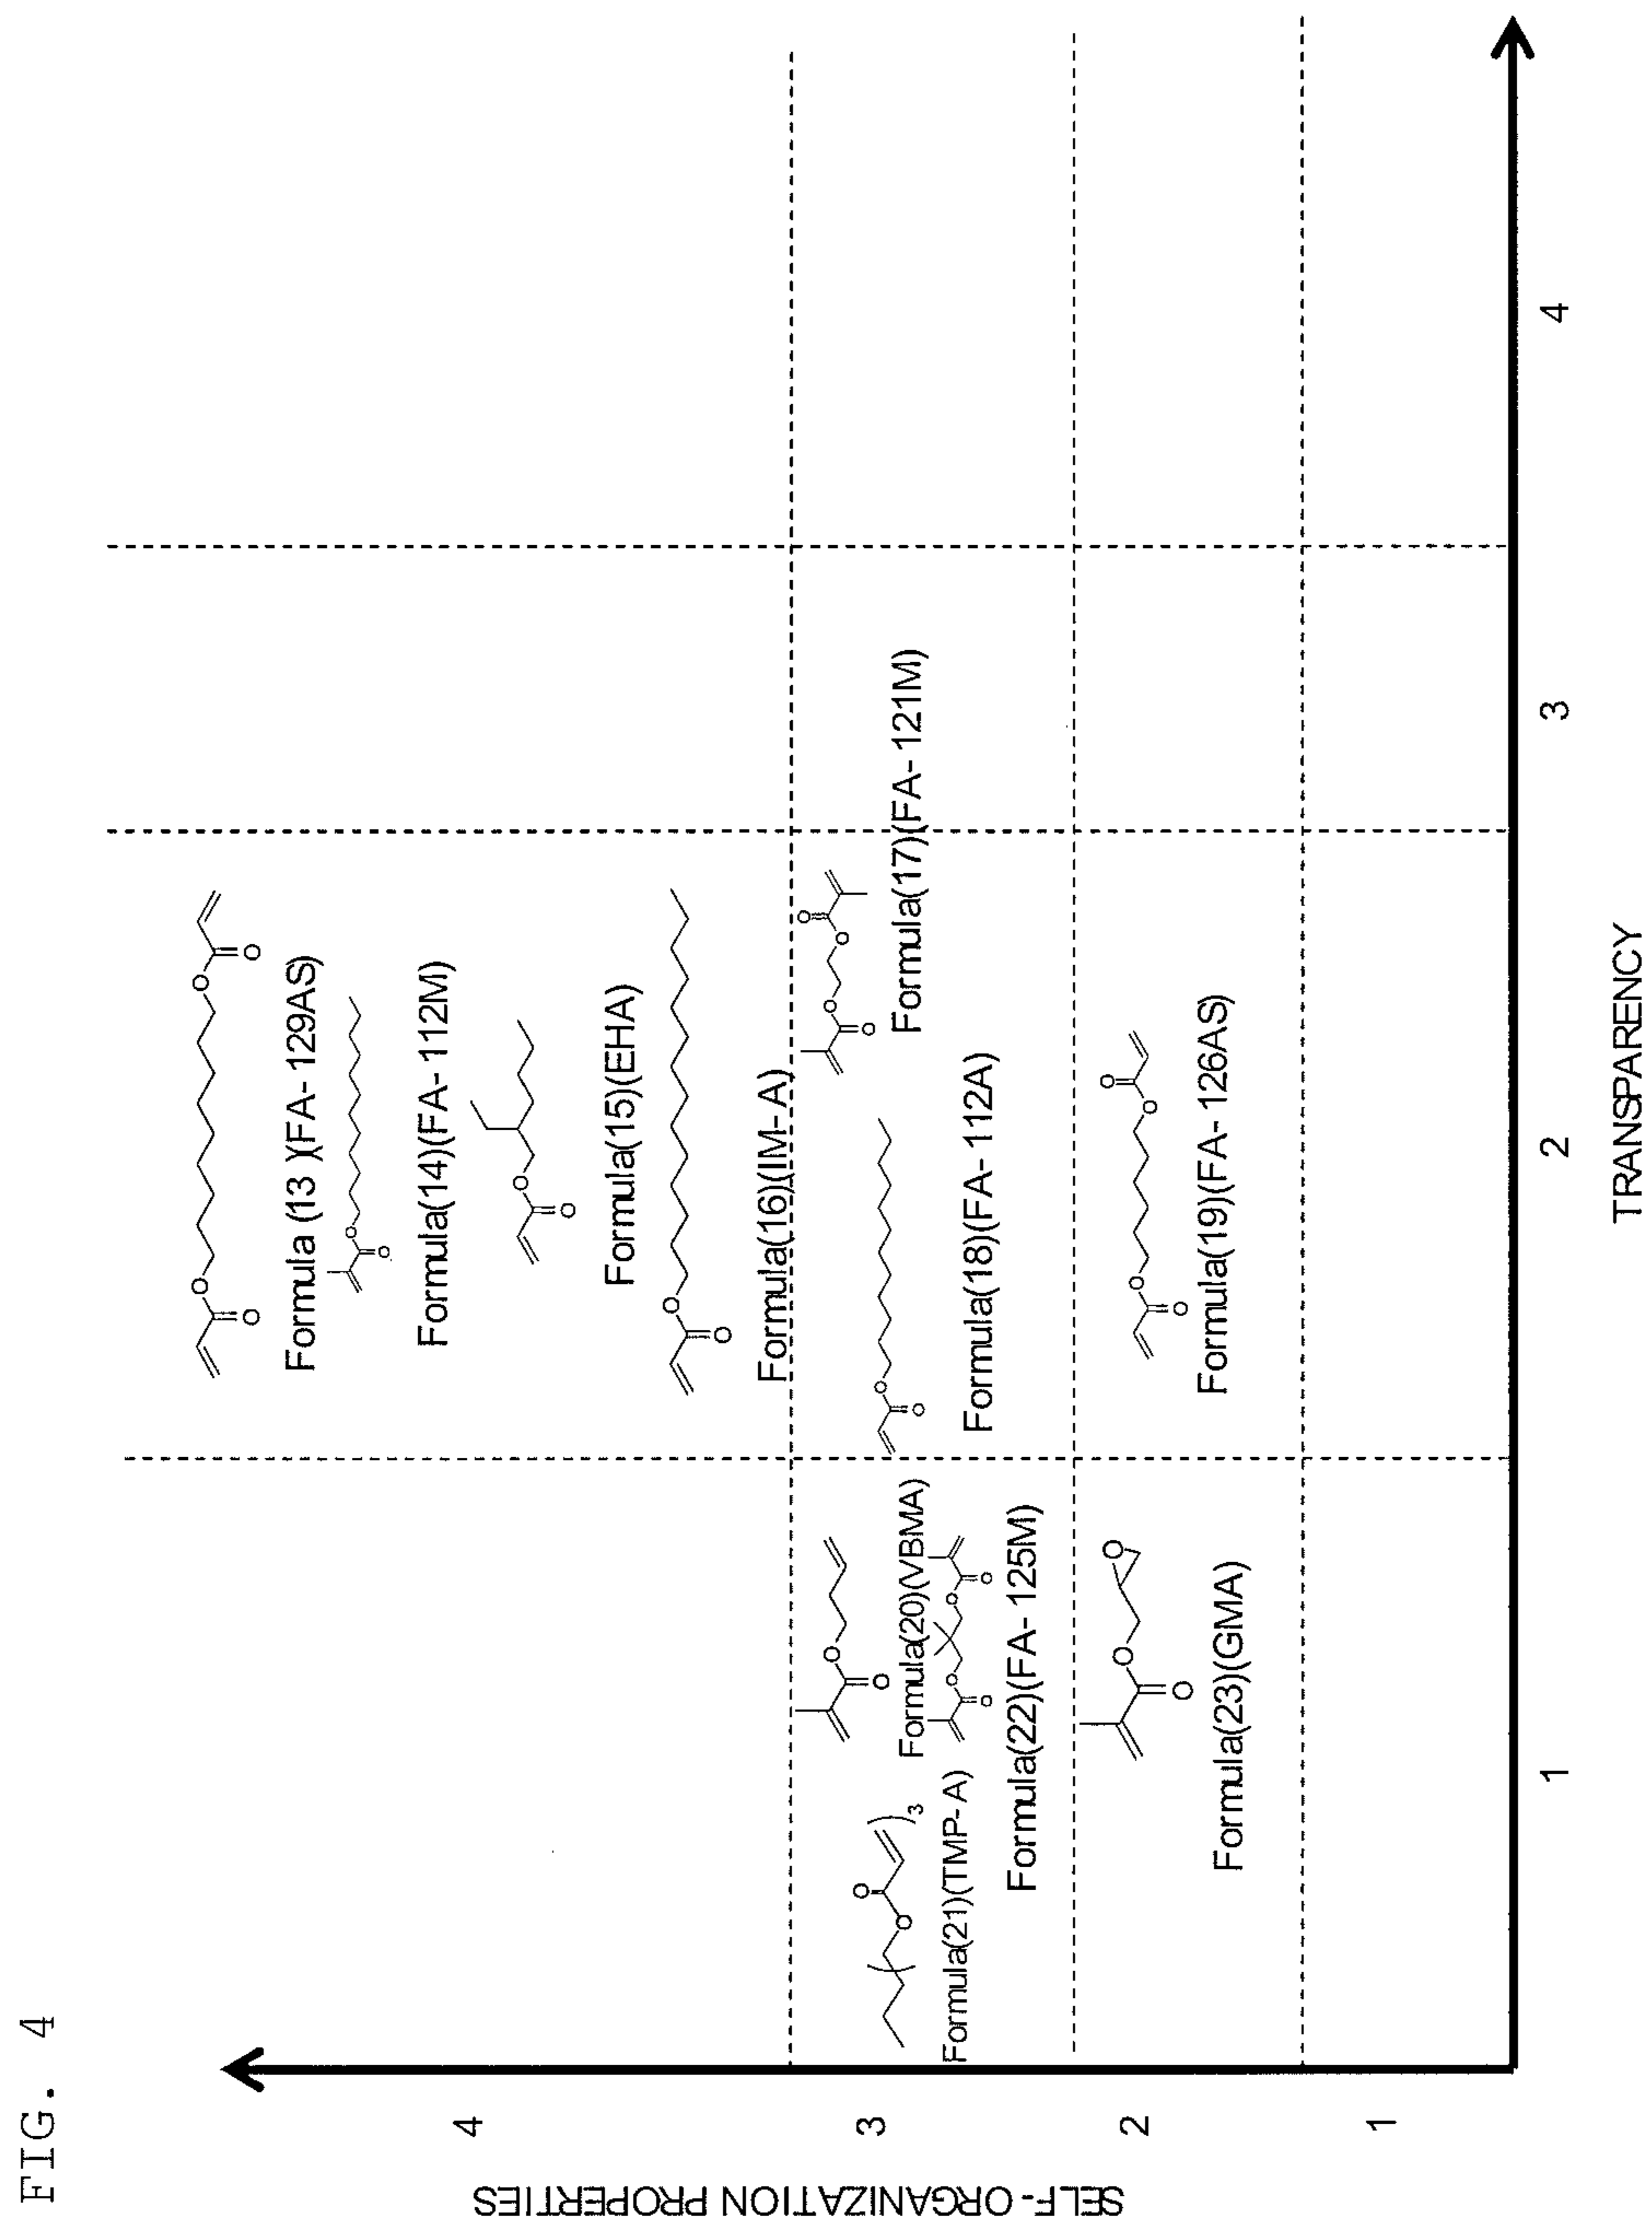 FIG. 4
SELF-ORGANIZATION PROPERTIES
4
3
2
1
Formula (13 )(FA-129AS)
Formula(14)(FA-112M)
Formula(15)(EHA)
Formula(16)(IM-A)
Formula(17)(FA-121M)
Formula(18)(FA-112A)
Formula(19)(FA-126AS)
Formula(20)(VBMA)
Formula(21)(TMP-A)
Formula(22)(FA-125M)
Formula(23)(GMA)
O O O O
O O
O O
O O
O O O O
O O
O O O O
O O
O O 3
O O O O
O O O
1
2
3
4
TRANSPARENCY